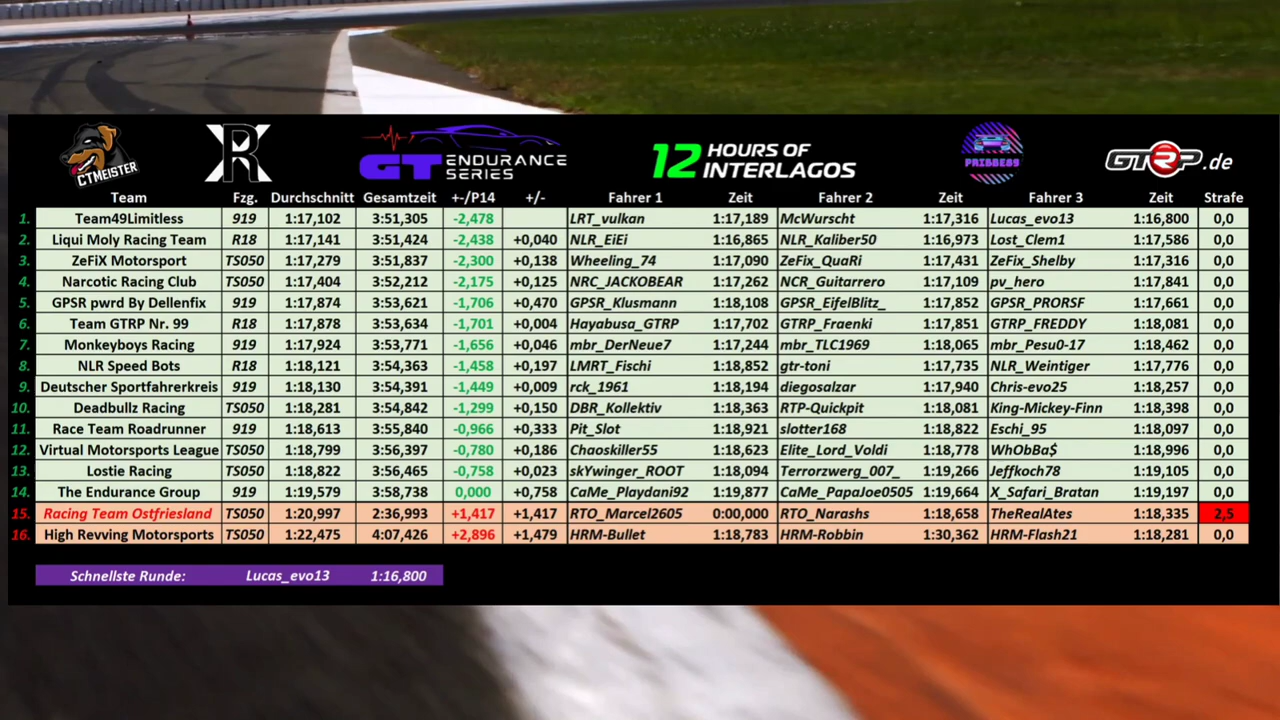 CTMEISTER
R
GT ENDURANCE SERIES
12 HOURS OF INTERLAGOS
PRIBBE89
GTRP.de
Team Fzg. Durchschnitt Gesamtzeit +-/P14 +/- Fahrer 1 Zeit Fahrer 2 Zeit Fahrer 3 Zeit Strafe
1. Team49Limitless 919 1:17,102 3:51,305 -2,478 LRT_vulkan 1:17,189 McWurscht 1:17,316 Lucas_evo13 1:16,800 0,0
2. Liqui Moly Racing Team R18 1:17,141 3:51,424 -2,438 +0,040 NLR_EiEi 1:16,865 NLR_Kaliber50 1:16,973 Lost_Clem1 1:17,586 0,0
3. ZeFiX Motorsport TS050 1:17,279 3:51,837 -2,300 +0,138 Wheeling_74 1:17,090 ZeFix_QuaRi 1:17,431 ZeFix_Shelby 1:17,316 0,0
4. Narcotic Racing Club TS050 1:17,404 3:52,212 -2,175 +0,125 NRC_JACKOBEAR 1:17,262 NCR_Guitarrero 1:17,109 pv_hero 1:17,841 0,0
5. GPSR pwrd By Dellenfix 919 1:17,874 3:53,621 -1,706 +0,470 GPSR_Klusmann 1:18,108 GPSR_EifelBlitz_ 1:17,852 GPSR_PRORSF 1:17,661 0,0
6. Team GTRP Nr. 99 R18 1:17,878 3:53,634 -1,701 +0,004 Hayabusa_GTRP 1:17,702 GTRP_Fraenki 1:17,851 GTRP_FREDDY 1:18,081 0,0
7. Monkeyboys Racing 919 1:17,924 3:53,771 -1,656 +0,046 mbr_DerNeue7 1:17,244 mbr_TLC1969 1:18,065 mbr_Pesu0-17 1:18,462 0,0
8. NLR Speed Bots R18 1:18,121 3:54,363 -1,458 +0,197 LMRT_Fischi 1:18,852 gtr-toni 1:17,735 NLR_Weintiger 1:17,776 0,0
9. Deutscher Sportfahrerkreis 919 1:18,130 3:54,391 -1,449 +0,009 rck_1961 1:18,194 diegosalzar 1:17,940 Chris-evo25 1:18,257 0,0
10. Deadbullz Racing TS050 1:18,281 3:54,842 -1,299 +0,150 DBR_Kollektiv 1:18,363 RTP-Quickpit 1:18,081 King-Mickey-Finn 1:18,398 0,0
11. Race Team Roadrunner 919 1:18,613 3:55,840 -0,966 +0,333 Pit_Slot 1:18,921 slotter168 1:18,822 Eschi_95 1:18,097 0,0
12. Virtual Motorsports League TS050 1:18,799 3:56,397 -0,780 +0,186 Chaoskiller55 1:18,623 Elite_Lord_Voldi 1:18,778 WhObBa$ 1:18,996 0,0
13. Lostie Racing TS050 1:18,822 3:56,465 -0,758 +0,023 skYwinger_ROOT 1:18,094 Terrorzwerg_007_ 1:19,266 Jeffkoch78 1:19,105 0,0
14. The Endurance Group 919 1:19,579 3:58,738 0,000 +0,758 CaMe_Playdani92 1:19,877 CaMe_PapaJoe0505 1:19,664 X_Safari_Bratan 1:19,197 0,0
15. Racing Team Ostfriesland TS050 1:20,997 2:36,993 +1,417 +1,417 RTO_Marcel2605 0:00,000 RTO_Narashs 1:18,658 TheRealAtes 1:18,335 2,5
16. High Revving Motorsports TS050 1:22,475 4:07,426 +2,896 +1,479 HRM-Bullet 1:18,783 HRM-Robbin 1:30,362 HRM-Flash21 1:18,281 0,0
Schnellste Runde: Lucas_evo13 1:16,800